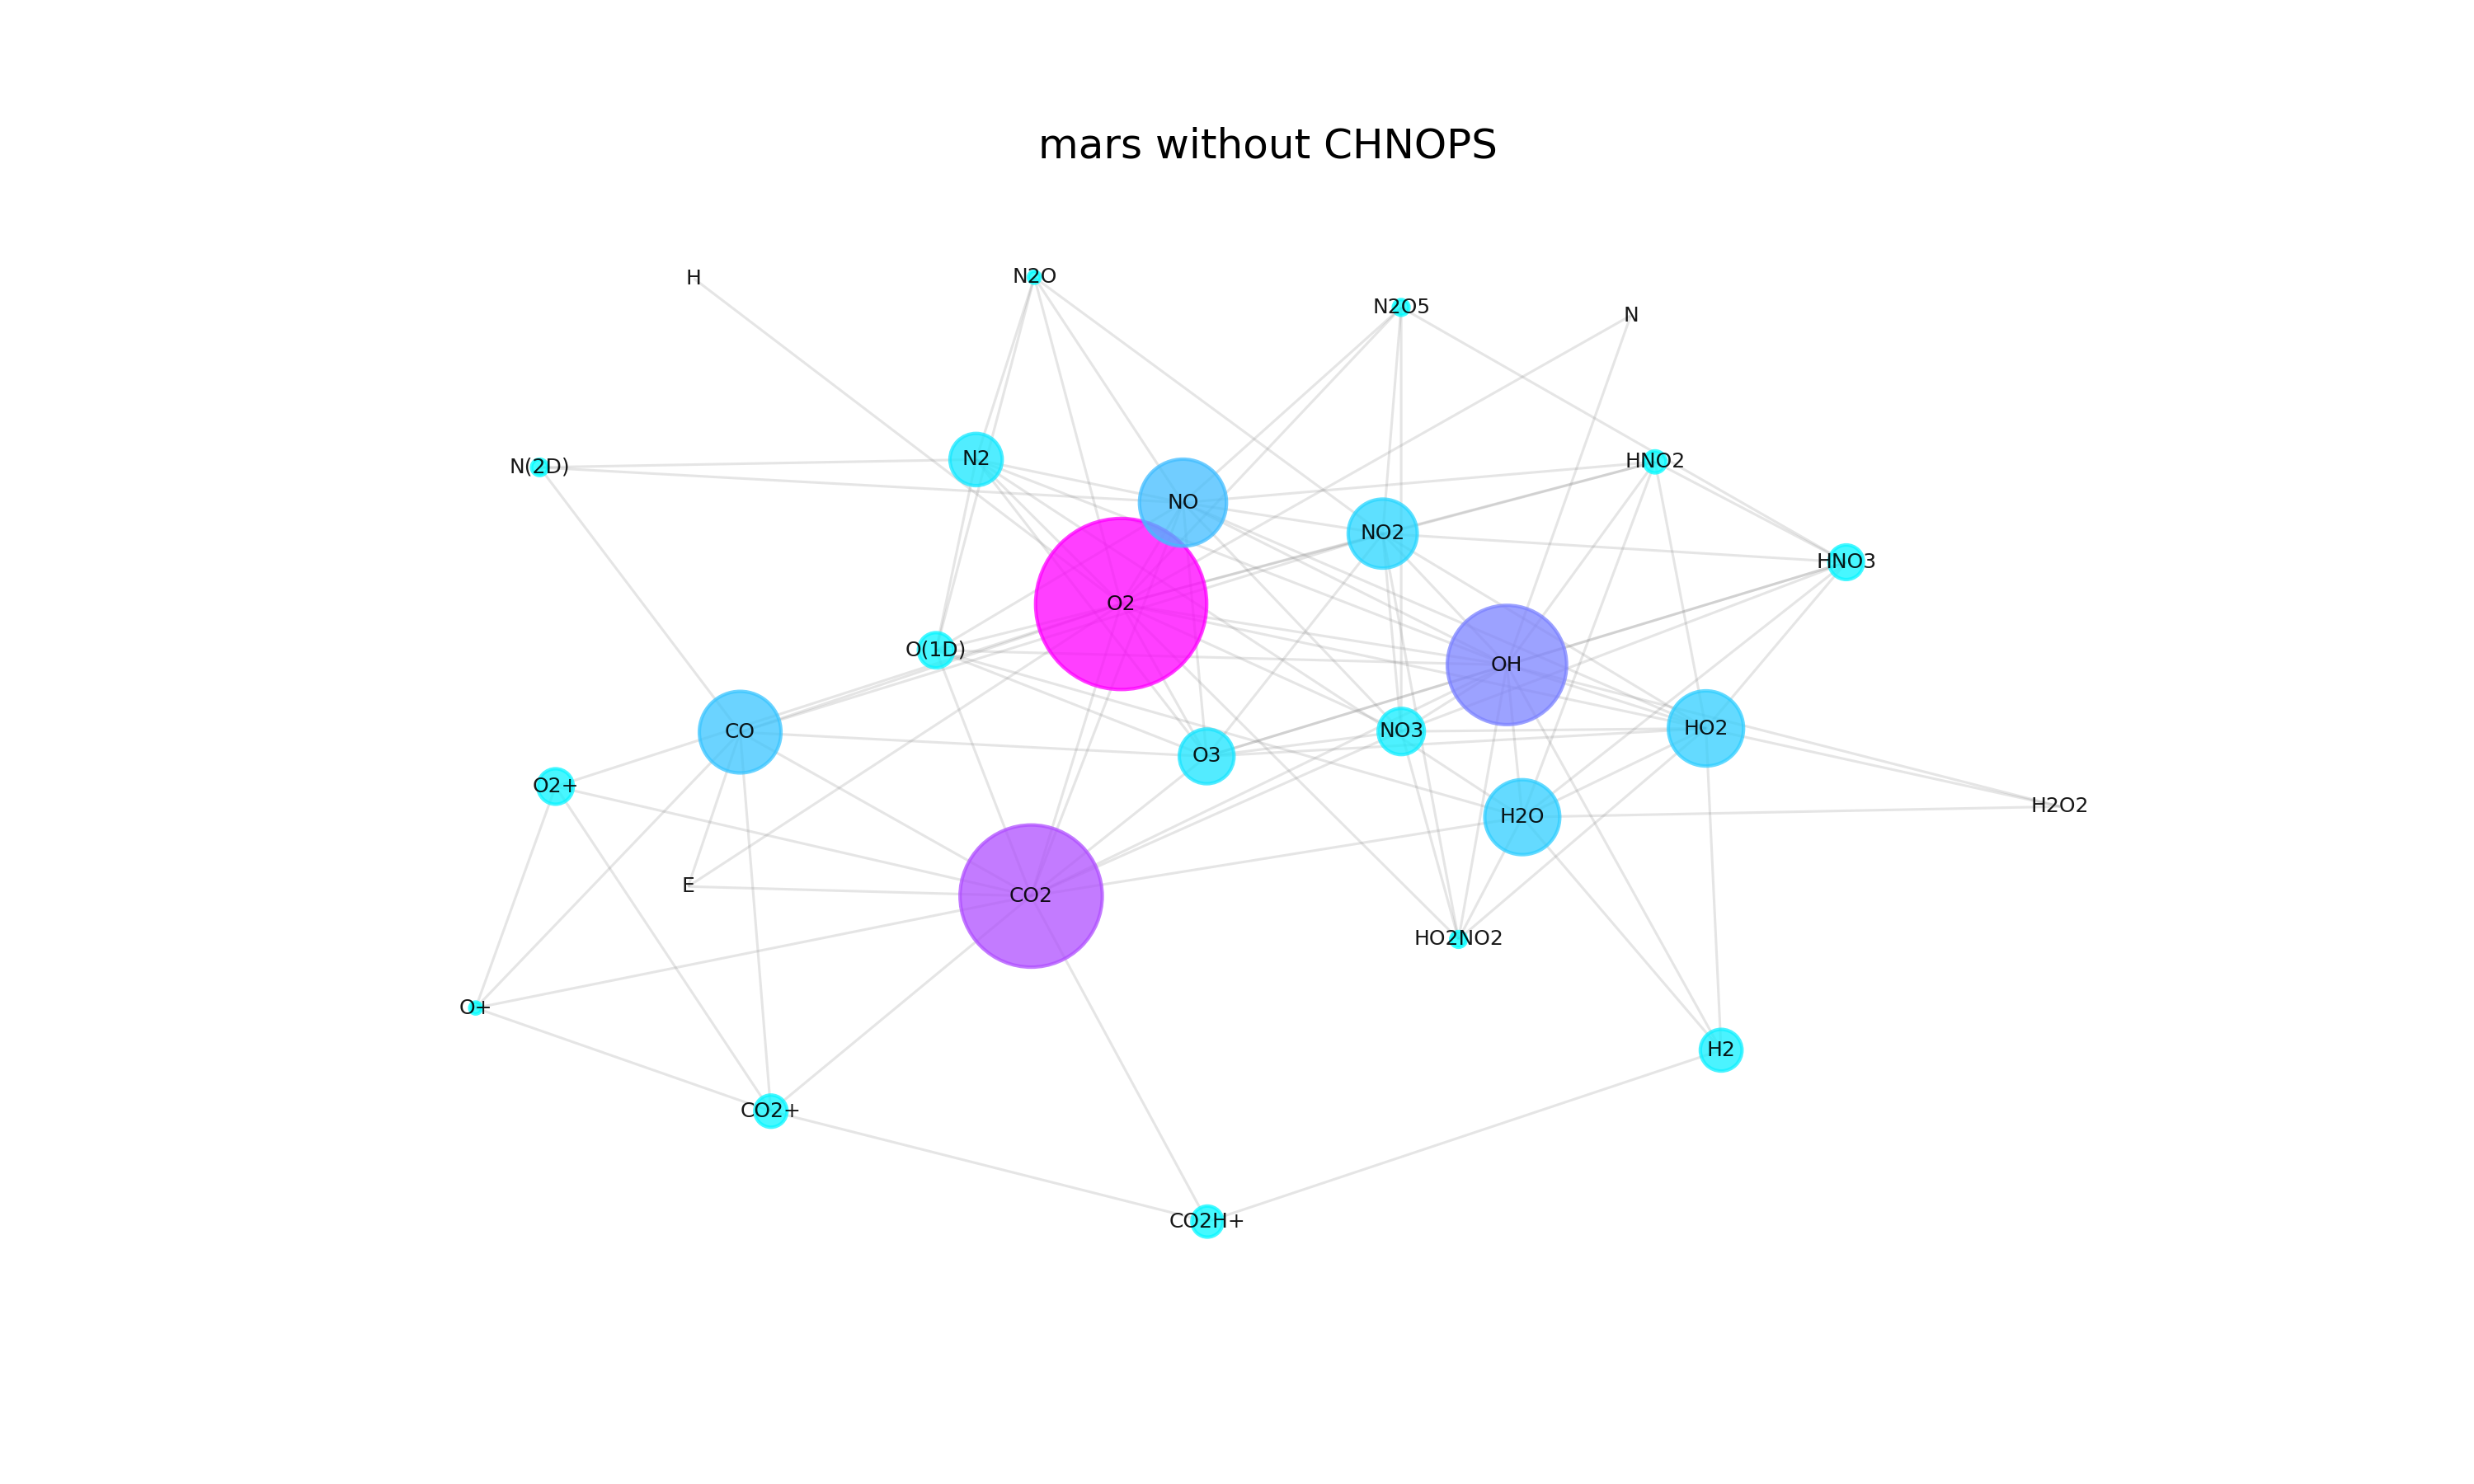 mars without CHNOPS
H
N2O
N2O5
N
N(2D)
N2
NO
NO2
HNO2
HNO3
O2
O(1D)
OH
CO
O3
NO3
HO2
O2+
H2O
H2O2
E
CO2
HO2NO2
O+
H2
CO2+
CO2H+